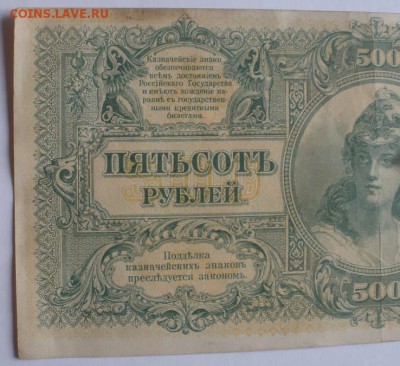 COINS.LAVE.RU
Казначейскіе знаки
обезпечиваются
всѣмъ достояніемъ
Россійскаго Государства
и имѣютъ хожденіе на-
равнѣ съ государствен-
ными кредитными
билетами.
500
ПЯТЬСОТЪ
РУБЛЕЙ.
Поддѣлка
казначейскихъ знаковъ
преслѣдуется закономъ.
500